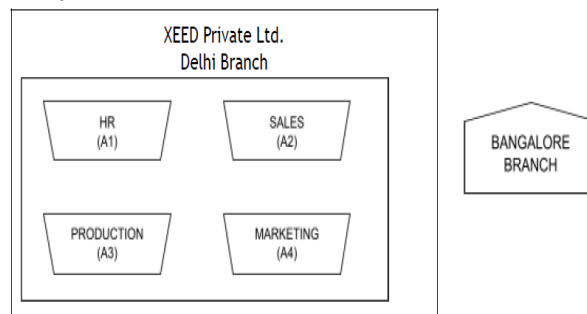 XEED Private Ltd.
Delhi Branch
HR
(A1)
SALES
(A2)
BANGALORE
BRANCH
PRODUCTION
(A3)
MARKETING
(A4)